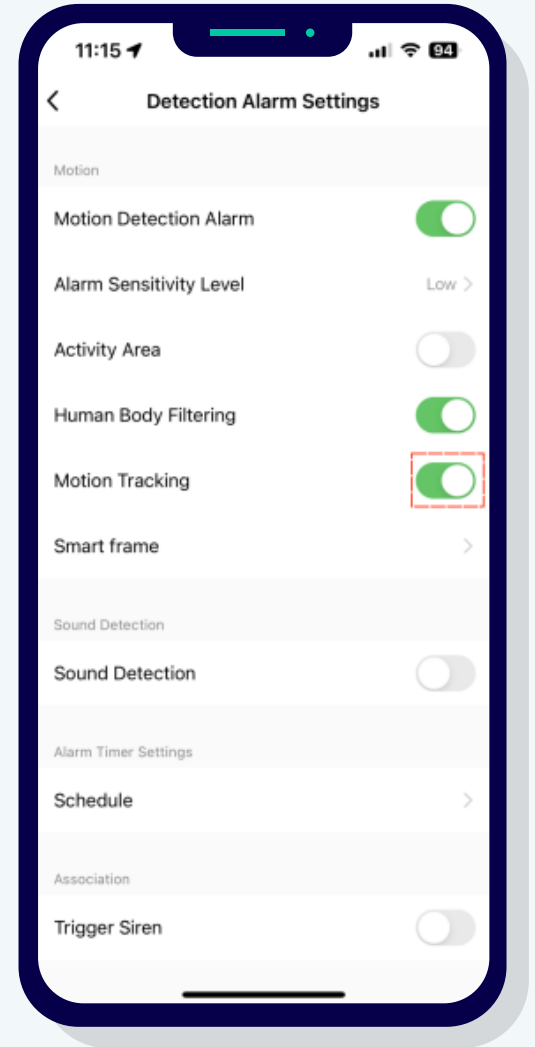 11:15
94
Detection Alarm Settings
Motion
Motion Detection Alarm
Alarm Sensitivity Level Low
Activity Area
Human Body Filtering
Motion Tracking
Smart frame
Sound Detection
Sound Detection
Alarm Timer Settings
Schedule
Association
Trigger Siren